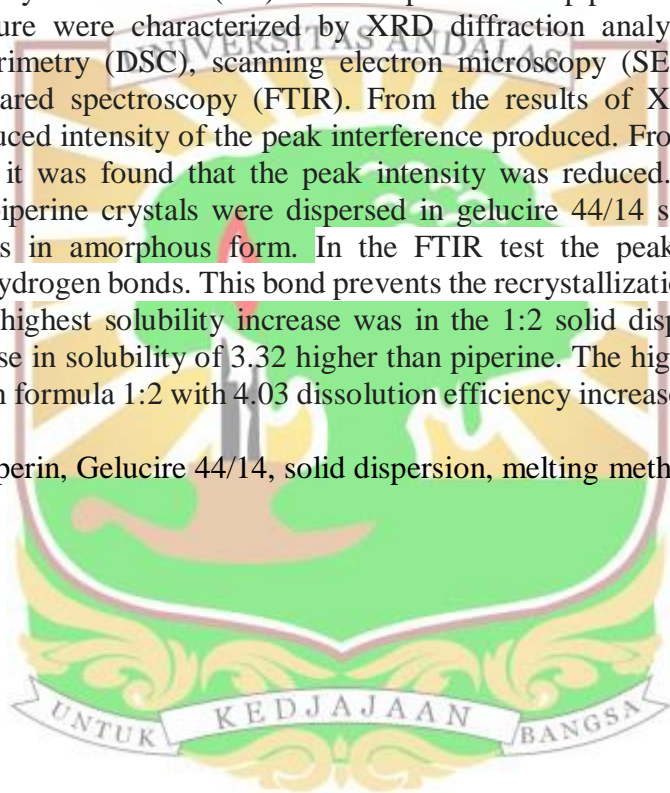 ure were characterized by XRD diffraction analy
UNIVERSITAS ANDALAS
rimetry (DSC), scanning electron microscopy (SE
ared spectroscopy (FTIR). From the results of X
uced intensity of the peak interference produced. Fro
it was found that the peak intensity was reduced.
piperine crystals were dispersed in gelucire 44/14 s
s in amorphous form. In the FTIR test the peak
ydrogen bonds. This bond prevents the recrystallizati
highest solubility increase was in the 1:2 solid disp
se in solubility of 3.32 higher than piperine. The hig
n formula 1:2 with 4.03 dissolution efficiency increase
perin, Gelucire 44/14, solid dispersion, melting meth
UNTUK KEDJAJAAN BANGSA